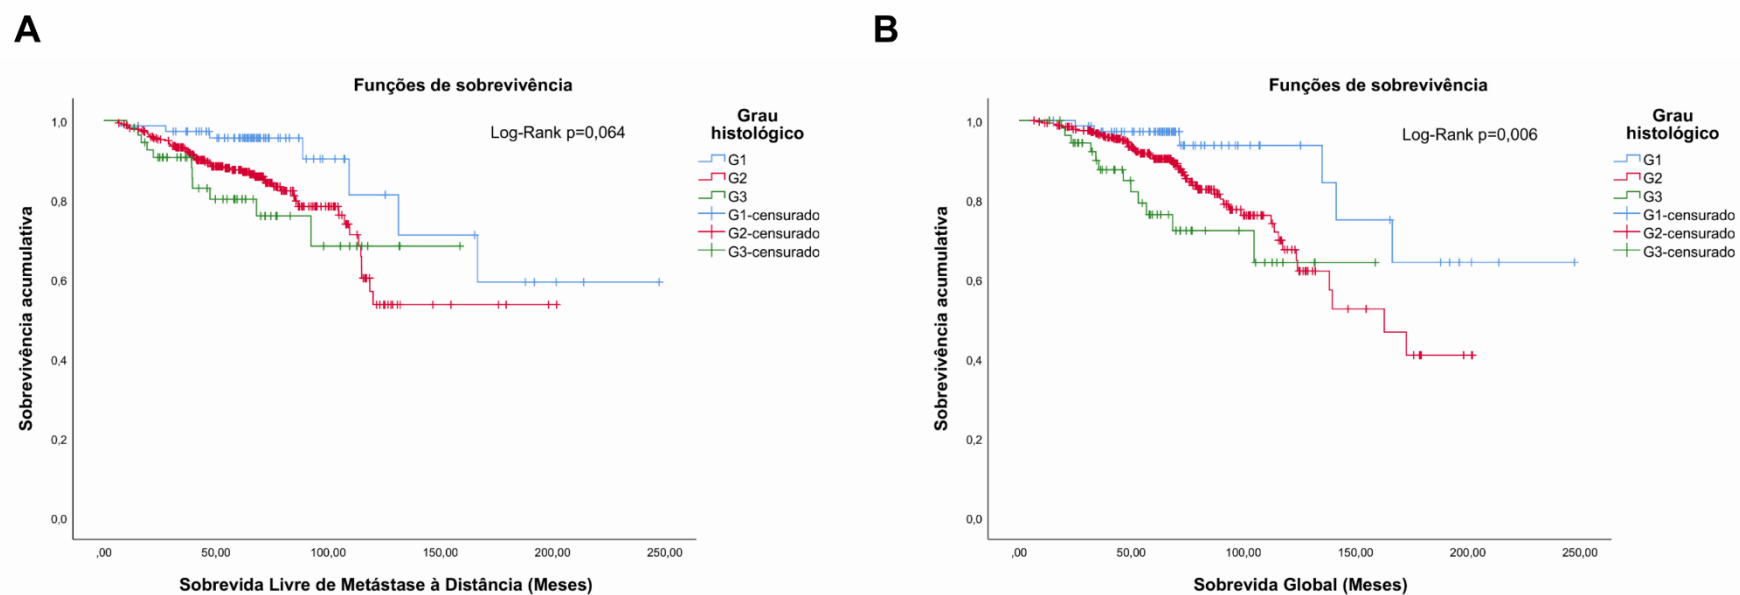 A
Funções de sobrevivência
Log-Rank p=0,064
Grau
histológico
G1
G2
G3
G1-censurado
G2-censurado
G3-censurado
Sobrevivência acumulativa
1,0
0,8
0,6
0,4
0,2
0,0
,00 50,00 100,00 150,00 200,00 250,00
Sobrevida Livre de Metástase à Distância (Meses)
B
Funções de sobrevivência
Log-Rank p=0,006
Grau
histológico
G1
G2
G3
G1-censurado
G2-censurado
G3-censurado
Sobrevivência acumulativa
1,0
0,8
0,6
0,4
0,2
0,0
,00 50,00 100,00 150,00 200,00 250,00
Sobrevida Global (Meses)